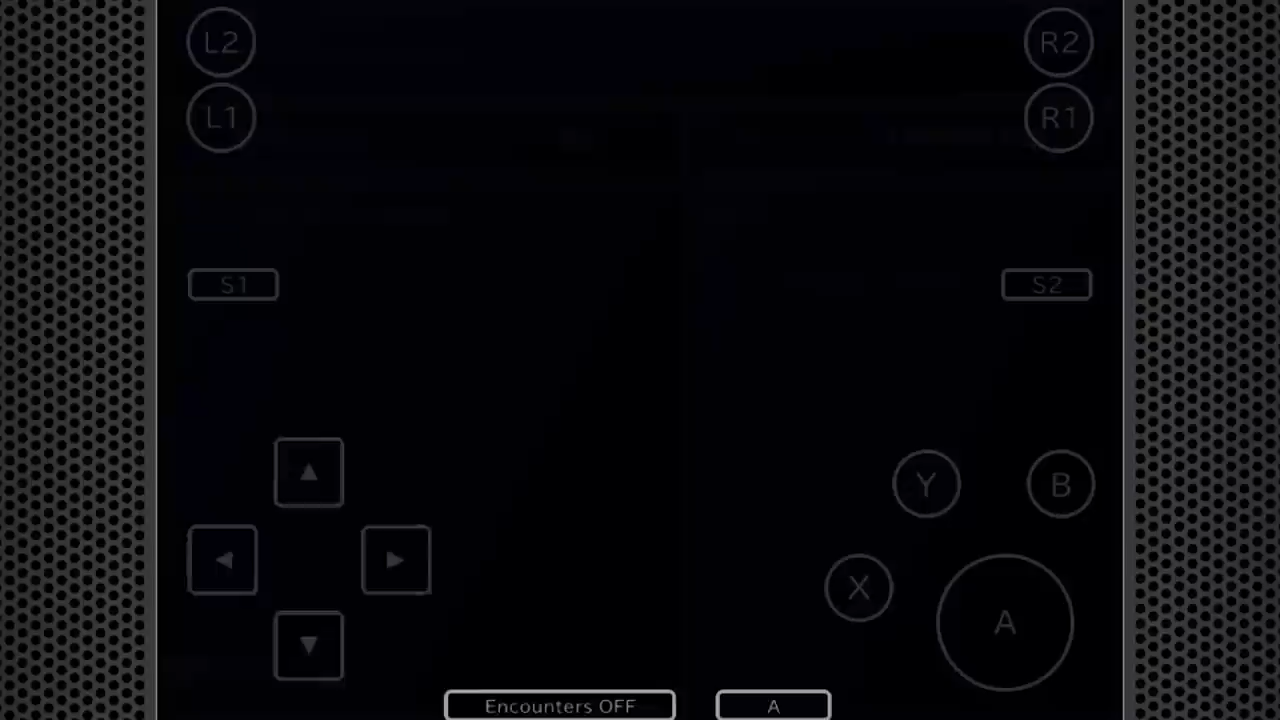 L2 R2
L1 R1
S1 S2
Y B
X A
Encounters OFF A